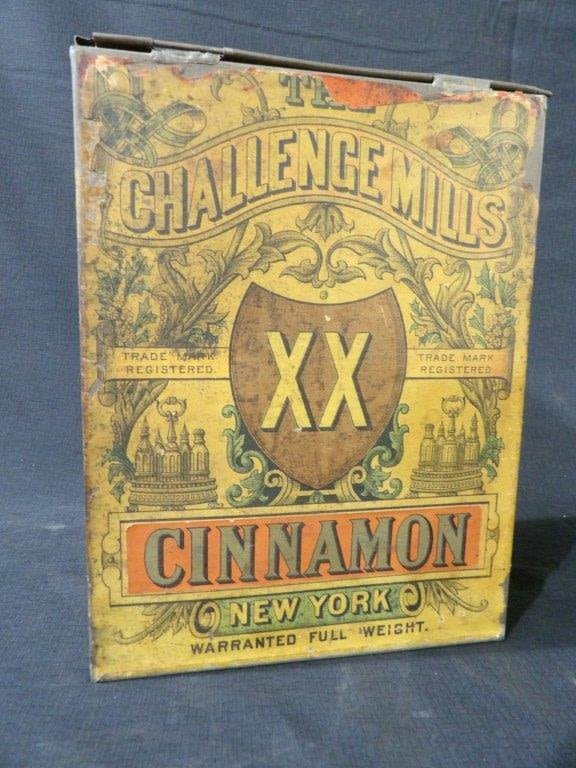 THE
CHALLENGE MILLS
XX
TRADE MARK
REGISTERED
TRADE MARK
REGISTERED
CINNAMON
NEW YORK
WARRANTED FULL WEIGHT.